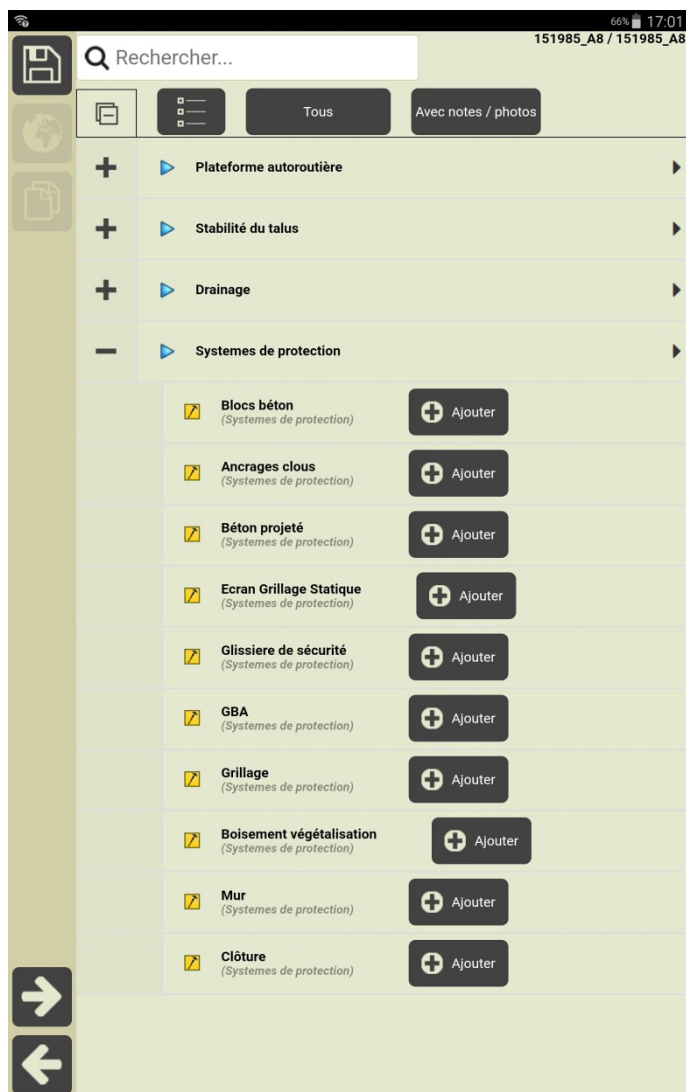 66% 17:01
151985_A8 / 151985_A8
Rechercher...
Tous
Avec notes / photos
Plateforme autoroutière
Stabilité du talus
Drainage
Systemes de protection
Blocs béton
(Systemes de protection)
Ajouter
Ancrages clous
(Systemes de protection)
Ajouter
Béton projeté
(Systemes de protection)
Ajouter
Ecran Grillage Statique
(Systemes de protection)
Ajouter
Glissiere de sécurité
(Systemes de protection)
Ajouter
GBA
(Systemes de protection)
Ajouter
Grillage
(Systemes de protection)
Ajouter
Boisement végétalisation
(Systemes de protection)
Ajouter
Mur
(Systemes de protection)
Ajouter
Clôture
(Systemes de protection)
Ajouter